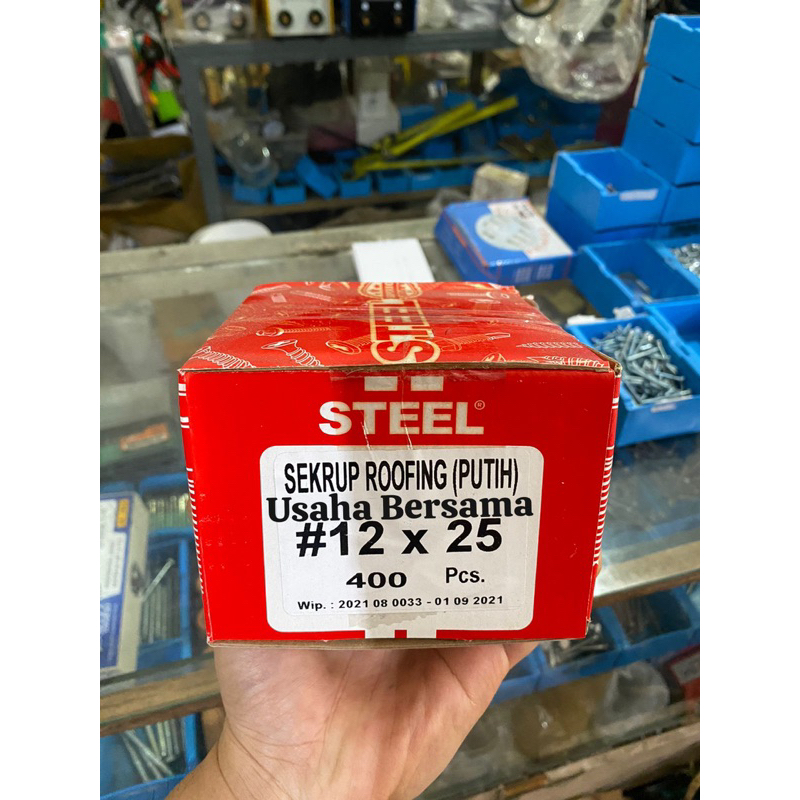 STEEL
STEEL®
SEKRUP ROOFING (PUTIH)
Usaha Bersama
#12 x 25
400 Pcs.
Wip. : 2021 08 0033 - 01 09 2021